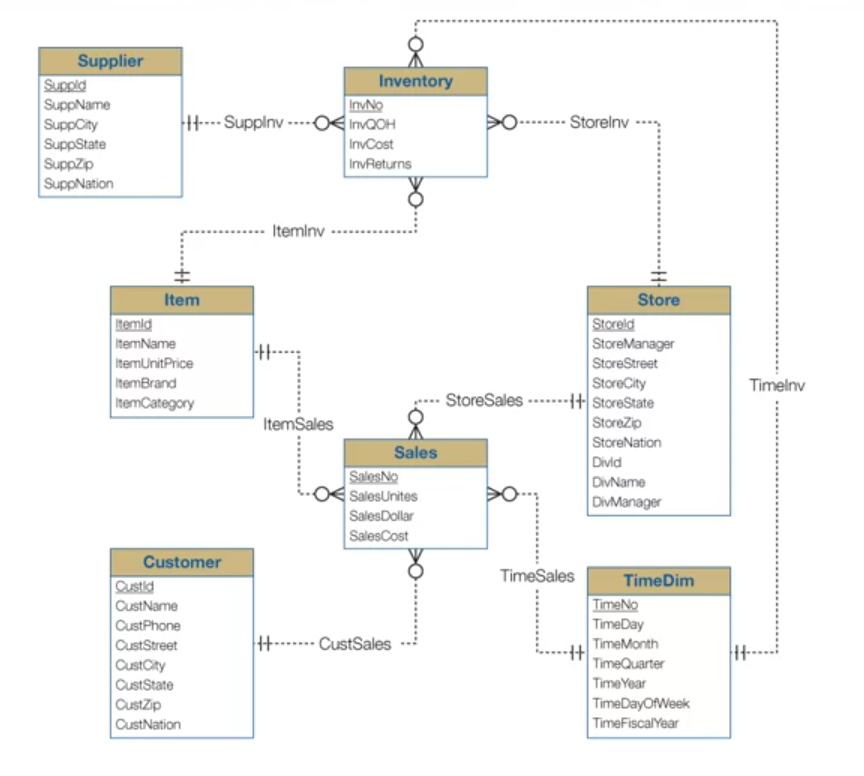 Supplier
SuppId
SuppName
SuppCity
SuppState
SuppZip
SuppNation
SuppInv
Inventory
InvNo
InvQOH
InvCost
InvReturns
StoreInv
ItemInv
Item
ItemId
ItemName
ItemUnitPrice
ItemBrand
ItemCategory
Store
StoreId
StoreManager
StoreStreet
StoreCity
StoreState
StoreZip
StoreNation
DivId
DivName
DivManager
TimeInv
StoreSales
ItemSales
Sales
SalesNo
SalesUnites
SalesDollar
SalesCost
Customer
CustId
CustName
CustPhone
CustStreet
CustCity
CustState
CustZip
CustNation
CustSales
TimeSales
TimeDim
TimeNo
TimeDay
TimeMonth
TimeQuarter
TimeYear
TimeDayOfWeek
TimeFiscalYear